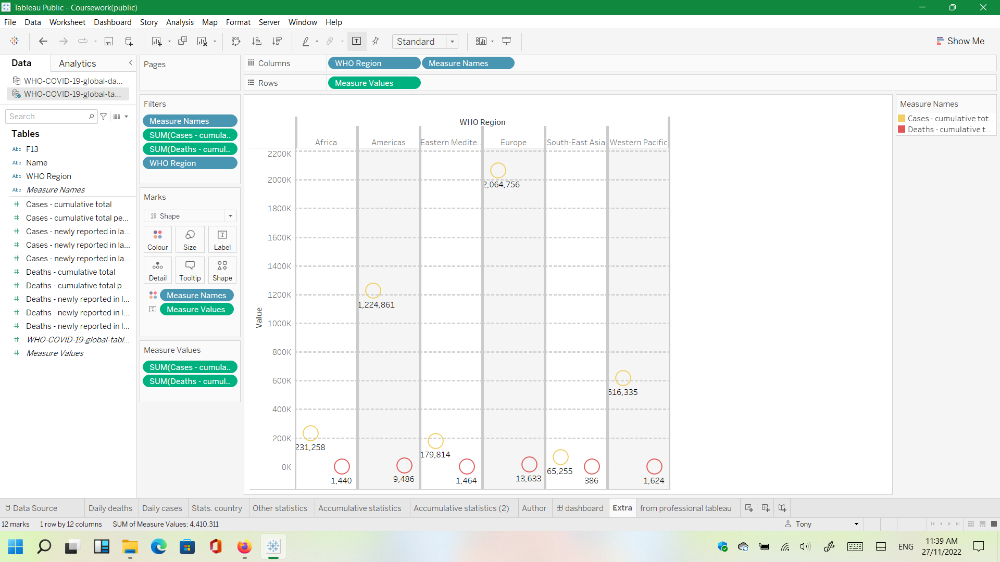 Tableau Public - Coursework(public)
File Data Worksheet Dashboard Story Analysis Map Format Server Window Help
Standard
Show Me
Data
Analytics
WHO-COVID-19-global-da...
WHO-COVID-19-global-ta...
Search
Tables
Abc F13
Abc Name
Abc WHO Region
Abc Measure Names
# Cases - cumulative total
# Cases - cumulative total pe...
# Cases - newly reported in la...
# Cases - newly reported in la...
# Cases - newly reported in la...
# Deaths - cumulative total
# Deaths - cumulative total p...
# Deaths - newly reported in l...
# Deaths - newly reported in l...
# Deaths - newly reported in l...
# WHO-COVID-19-global-tabl...
# Measure Values
Pages
Filters
Measure Names
SUM(Cases - cumula..
SUM(Deaths - cumul..
WHO Region
Marks
Shape
Colour Size Label
Detail Tooltip Shape
Measure Names
Measure Values
Measure Values
SUM(Cases - cumula..
SUM(Deaths - cumul..
Columns WHO Region Measure Names
Rows Measure Values
WHO Region
Africa Americas Eastern Medite.. Europe South-East Asia Western Pacific
Value
2200K
2000K
1800K
1600K
1400K
1200K
1000K
800K
600K
400K
200K
0K
2,064,756
1,224,861
616,335
231,258
179,814
65,255
1,440
9,486
1,464
13,633
386
1,624
Measure Names
Cases - cumulative tot..
Deaths - cumulative t..
Data Source Daily deaths Daily cases Stats. country Other statistics Accumulative statistics Accumulative statistics (2) Author dashboard Extra from professional tableau
12 marks 1 row by 12 columns SUM of Measure Values: 4,410,311
Tony
ENG
11:39 AM
27/11/2022